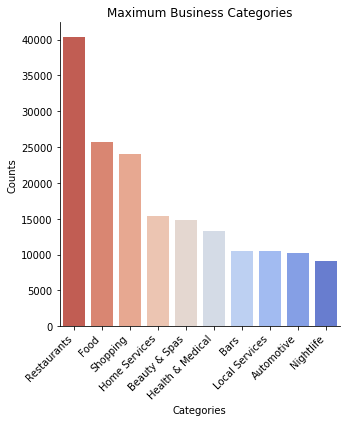 Maximum Business Categories
40000
35000
30000
25000
20000
15000
10000
5000
0
Counts
Restaurants
Food
Shopping
Home Services
Beauty & Spas
Health & Medical
Bars
Local Services
Automotive
Nightlife
Categories